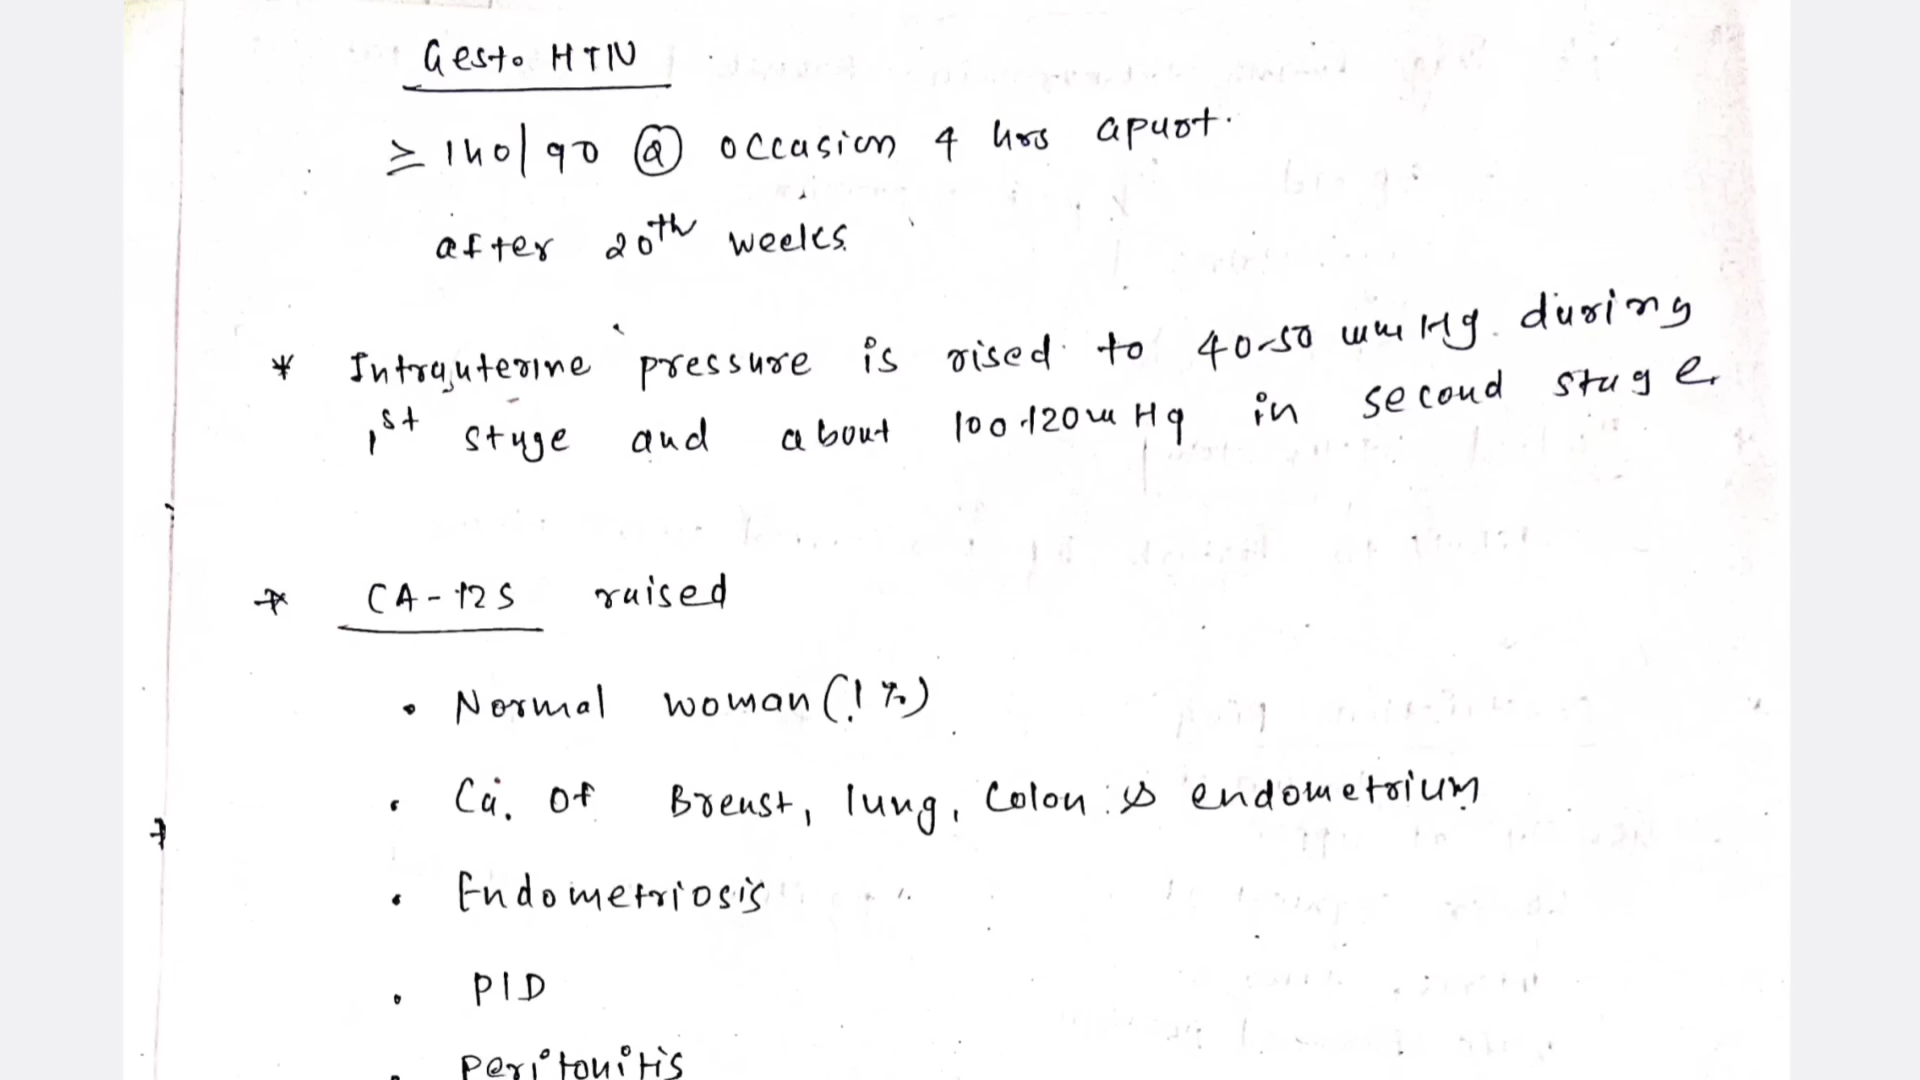 Gesto HTN
≥ 140/90 @ occasion 4 hrs apart.
after 20th weeks.
* Intrauterine pressure is rised to 40-50 mm Hg during
1st stage and about 100-120 m Hg in second stage.
* CA-125 raised
• Normal woman (1%)
• Ca. of Breast, lung, colon & endometrium
• Endometriosis
• PID
• Peritonitis